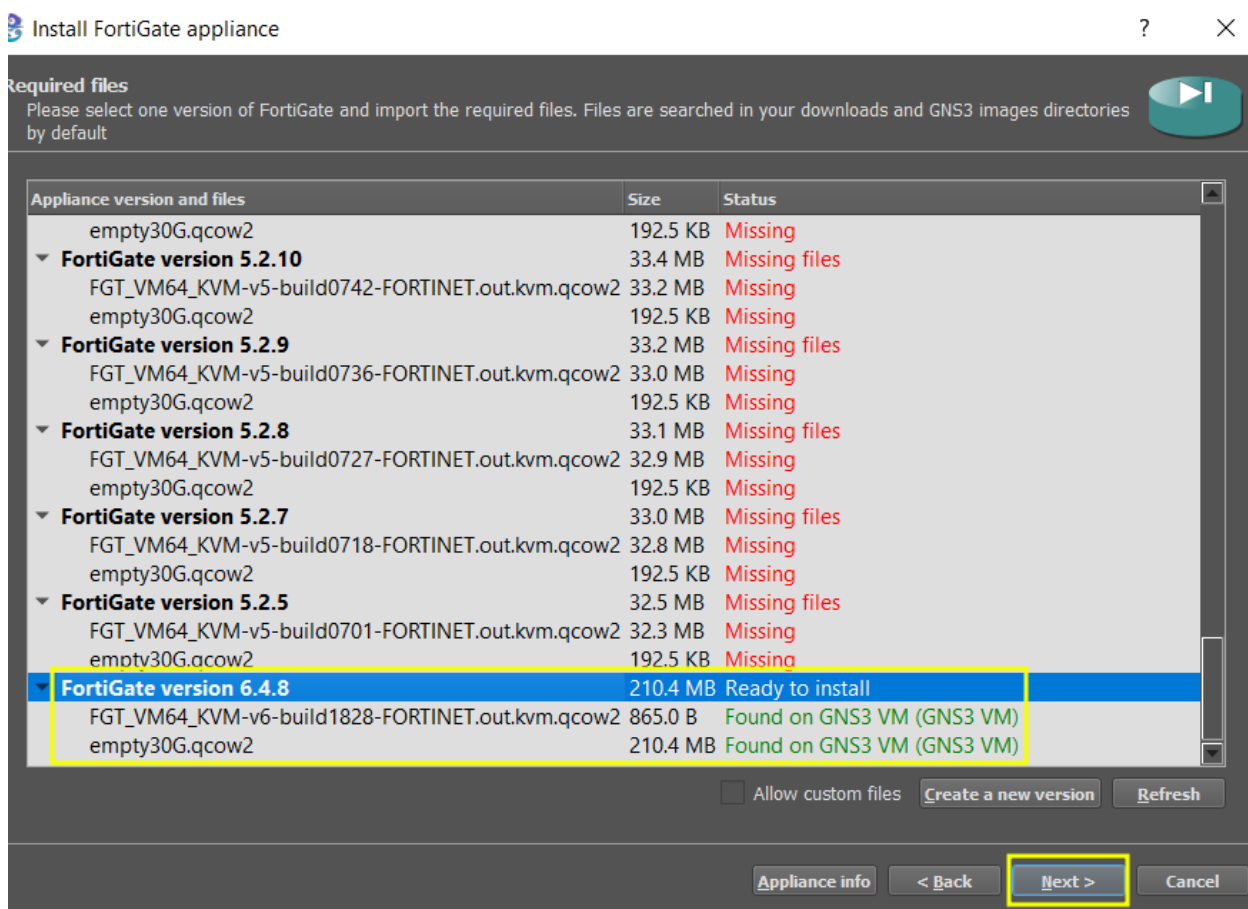 Install FortiGate appliance
?
Required files
Please select one version of FortiGate and import the required files. Files are searched in your downloads and GNS3 images directories
by default
Appliance version and files Size Status
empty30G.qcow2 192.5 KB Missing
FortiGate version 5.2.10 33.4 MB Missing files
FGT_VM64_KVM-v5-build0742-FORTINET.out.kvm.qcow2 33.2 MB Missing
empty30G.qcow2 192.5 KB Missing
FortiGate version 5.2.9 33.2 MB Missing files
FGT_VM64_KVM-v5-build0736-FORTINET.out.kvm.qcow2 33.0 MB Missing
empty30G.qcow2 192.5 KB Missing
FortiGate version 5.2.8 33.1 MB Missing files
FGT_VM64_KVM-v5-build0727-FORTINET.out.kvm.qcow2 32.9 MB Missing
empty30G.qcow2 192.5 KB Missing
FortiGate version 5.2.7 33.0 MB Missing files
FGT_VM64_KVM-v5-build0718-FORTINET.out.kvm.qcow2 32.8 MB Missing
empty30G.qcow2 192.5 KB Missing
FortiGate version 5.2.5 32.5 MB Missing files
FGT_VM64_KVM-v5-build0701-FORTINET.out.kvm.qcow2 32.3 MB Missing
empty30G.qcow2 192.5 KB Missing
FortiGate version 6.4.8 210.4 MB Ready to install
FGT_VM64_KVM-v6-build1828-FORTINET.out.kvm.qcow2 865.0 B Found on GNS3 VM (GNS3 VM)
empty30G.qcow2 210.4 MB Found on GNS3 VM (GNS3 VM)
Allow custom files Create a new version Refresh
Appliance info < Back Next > Cancel